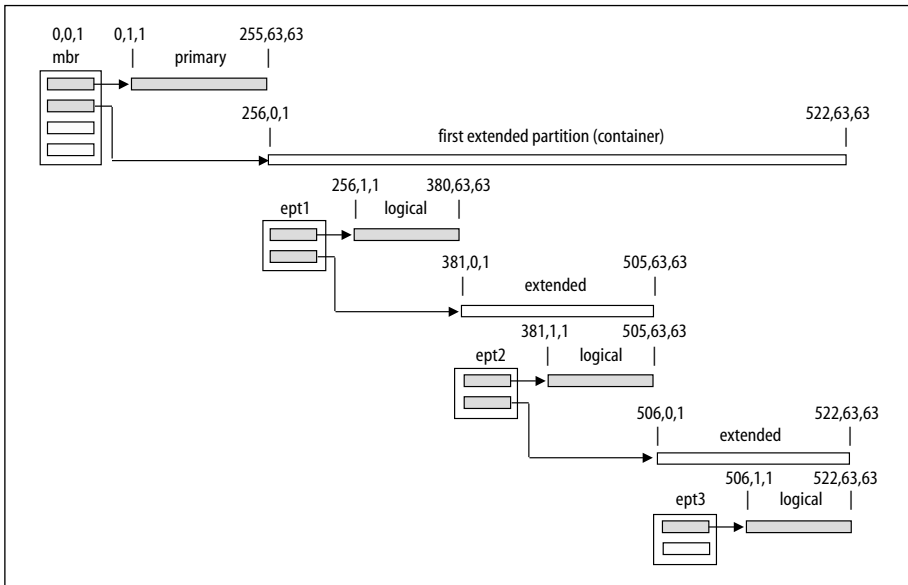 0,0,1 0,1,1 255,63,63
mbr primary
256,0,1 522,63,63
first extended partition (container)
256,1,1 380,63,63
ept1 logical
381,0,1 505,63,63
extended
381,1,1 505,63,63
ept2 logical
506,0,1 522,63,63
extended
506,1,1 522,63,63
ept3 logical